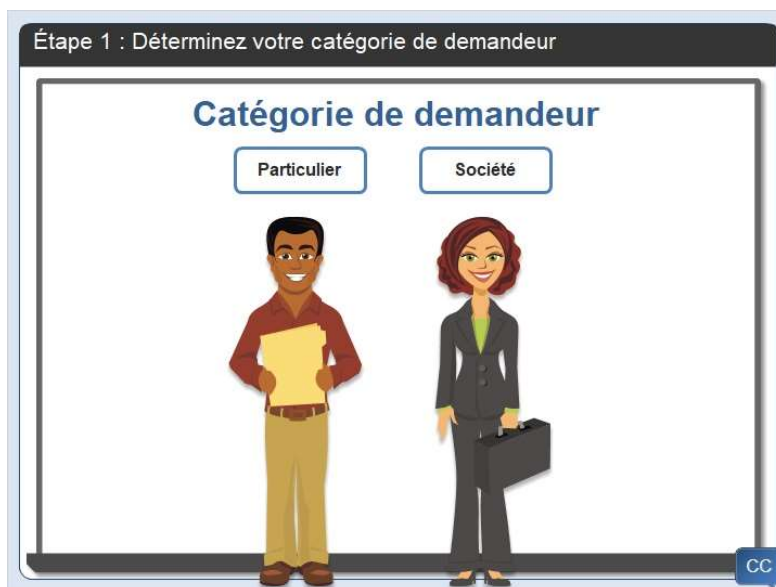 Étape 1 : Déterminez votre catégorie de demandeur
Catégorie de demandeur
Particulier
Société
CC